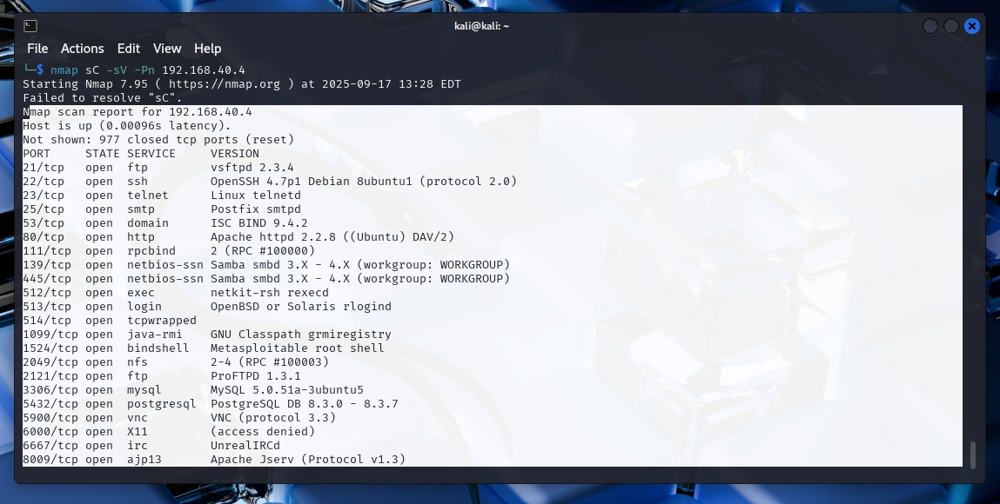 kali@kali: ~
File Actions Edit View Help
└─$ nmap sC -sV -Pn 192.168.40.4
Starting Nmap 7.95 ( https://nmap.org ) at 2025-09-17 13:28 EDT
Failed to resolve "sC".
Nmap scan report for 192.168.40.4
Host is up (0.00096s latency).
Not shown: 977 closed tcp ports (reset)
PORT     STATE SERVICE     VERSION
21/tcp   open  ftp         vsftpd 2.3.4
22/tcp   open  ssh         OpenSSH 4.7p1 Debian 8ubuntu1 (protocol 2.0)
23/tcp   open  telnet      Linux telnetd
25/tcp   open  smtp        Postfix smtpd
53/tcp   open  domain      ISC BIND 9.4.2
80/tcp   open  http        Apache httpd 2.2.8 ((Ubuntu) DAV/2)
111/tcp  open  rpcbind     2 (RPC #100000)
139/tcp  open  netbios-ssn Samba smbd 3.X - 4.X (workgroup: WORKGROUP)
445/tcp  open  netbios-ssn Samba smbd 3.X - 4.X (workgroup: WORKGROUP)
512/tcp  open  exec        netkit-rsh rexecd
513/tcp  open  login       OpenBSD or Solaris rlogind
514/tcp  open  tcpwrapped
1099/tcp open  java-rmi    GNU Classpath grmiregistry
1524/tcp open  bindshell   Metasploitable root shell
2049/tcp open  nfs         2-4 (RPC #100003)
2121/tcp open  ftp         ProFTPD 1.3.1
3306/tcp open  mysql       MySQL 5.0.51a-3ubuntu5
5432/tcp open  postgresql  PostgreSQL DB 8.3.0 - 8.3.7
5900/tcp open  vnc         VNC (protocol 3.3)
6000/tcp open  X11         (access denied)
6667/tcp open  irc         UnrealIRCd
8009/tcp open  ajp13       Apache Jserv (Protocol v1.3)